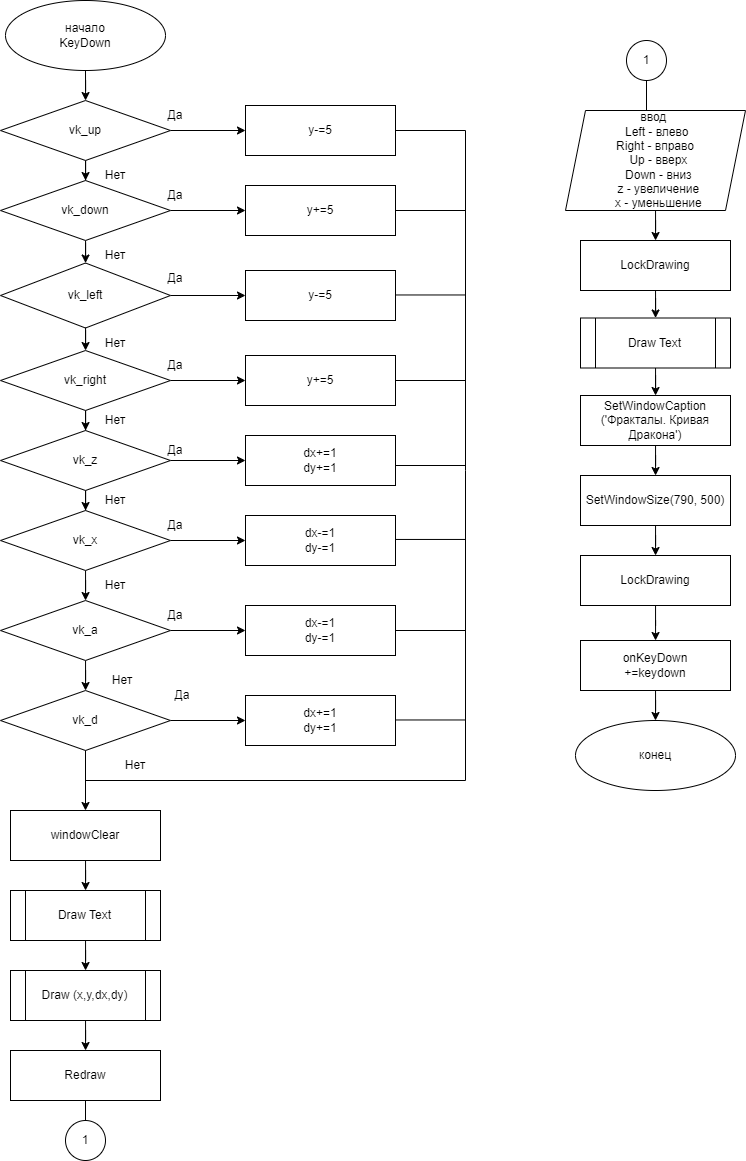 начало
KeyDown
vk_up
Да
y-=5
Нет
vk_down
Да
y+=5
Нет
vk_left
Да
y-=5
Нет
vk_right
Да
y+=5
Нет
vk_z
Да
dx+=1
dy+=1
Нет
vk_x
Да
dx-=1
dy-=1
Нет
vk_a
Да
dx-=1
dy-=1
Нет
vk_d
Да
dx+=1
dy+=1
Нет
windowClear
Draw Text
Draw (x,y,dx,dy)
Redraw
1
1
ввод
Left - влево
Right - вправо
Up - вверх
Down - вниз
z - увеличение
x - уменьшение
LockDrawing
Draw Text
SetWindowCaption
('Фракталы. Кривая
Дракона')
SetWindowSize(790, 500)
LockDrawing
onKeyDown
+=keydown
конец